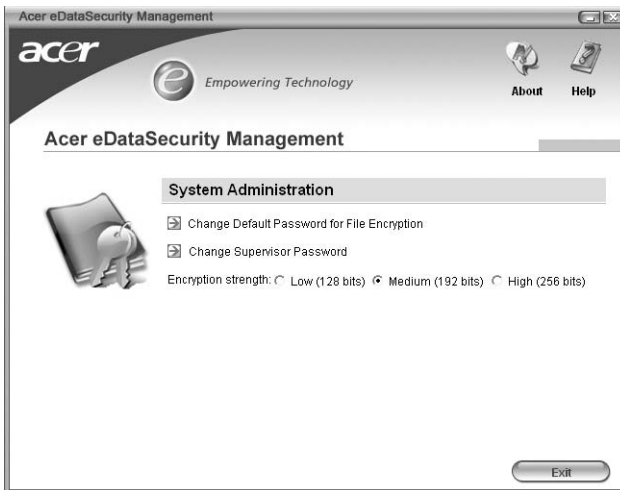 Acer eDataSecurity Management
acer
e Empowering Technology
About Help
Acer eDataSecurity Management
System Administration
Change Default Password for File Encryption
Change Supervisor Password
Encryption strength: Low (128 bits) Medium (192 bits) High (256 bits)
Exit